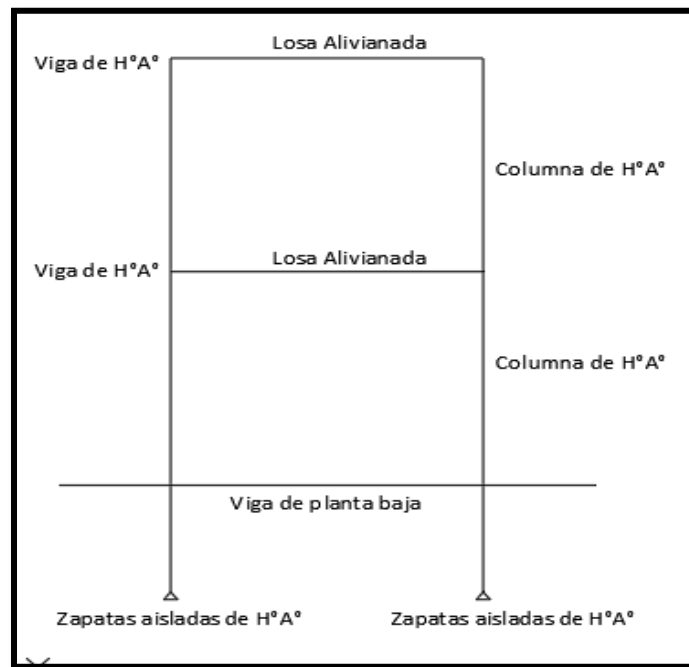 Losa Alivianada
Viga de H°A°
Columna de H°A°
Losa Alivianada
Viga de H°A°
Columna de H°A°
Viga de planta baja
Zapatas aisladas de H°A°
Zapatas aisladas de H°A°